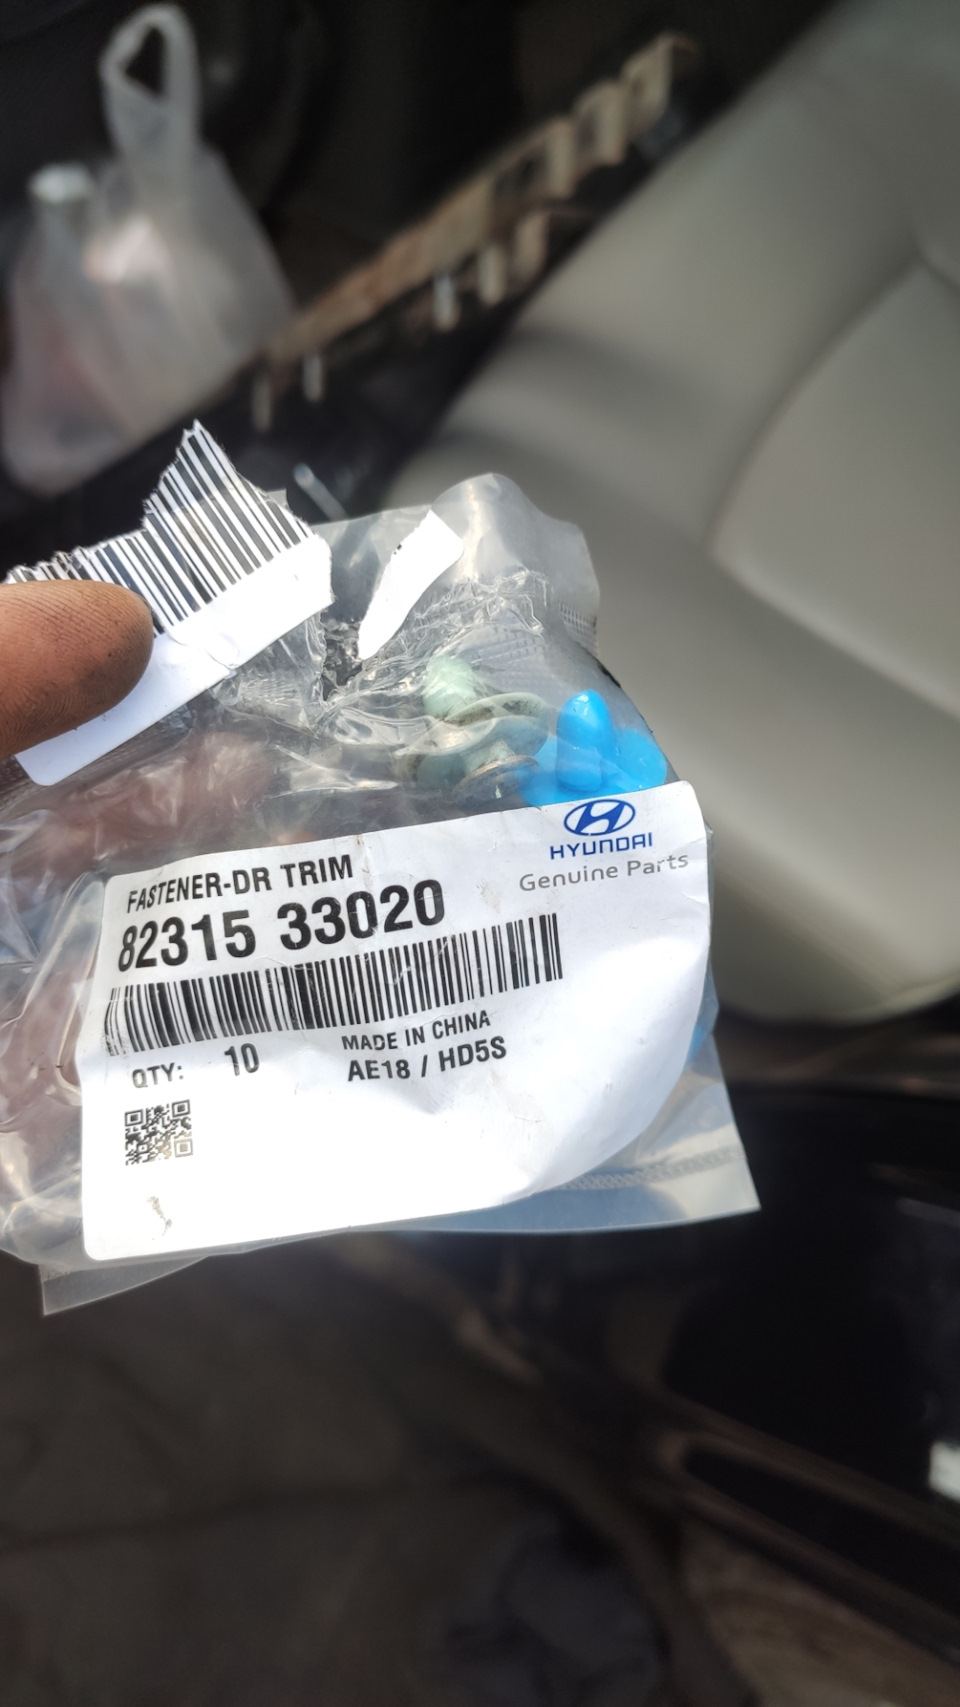 HYUNDAI
Genuine Parts
FASTENER-DR TRIM
82315 33020
QTY: 10
MADE IN CHINA
AE18 / HD5S